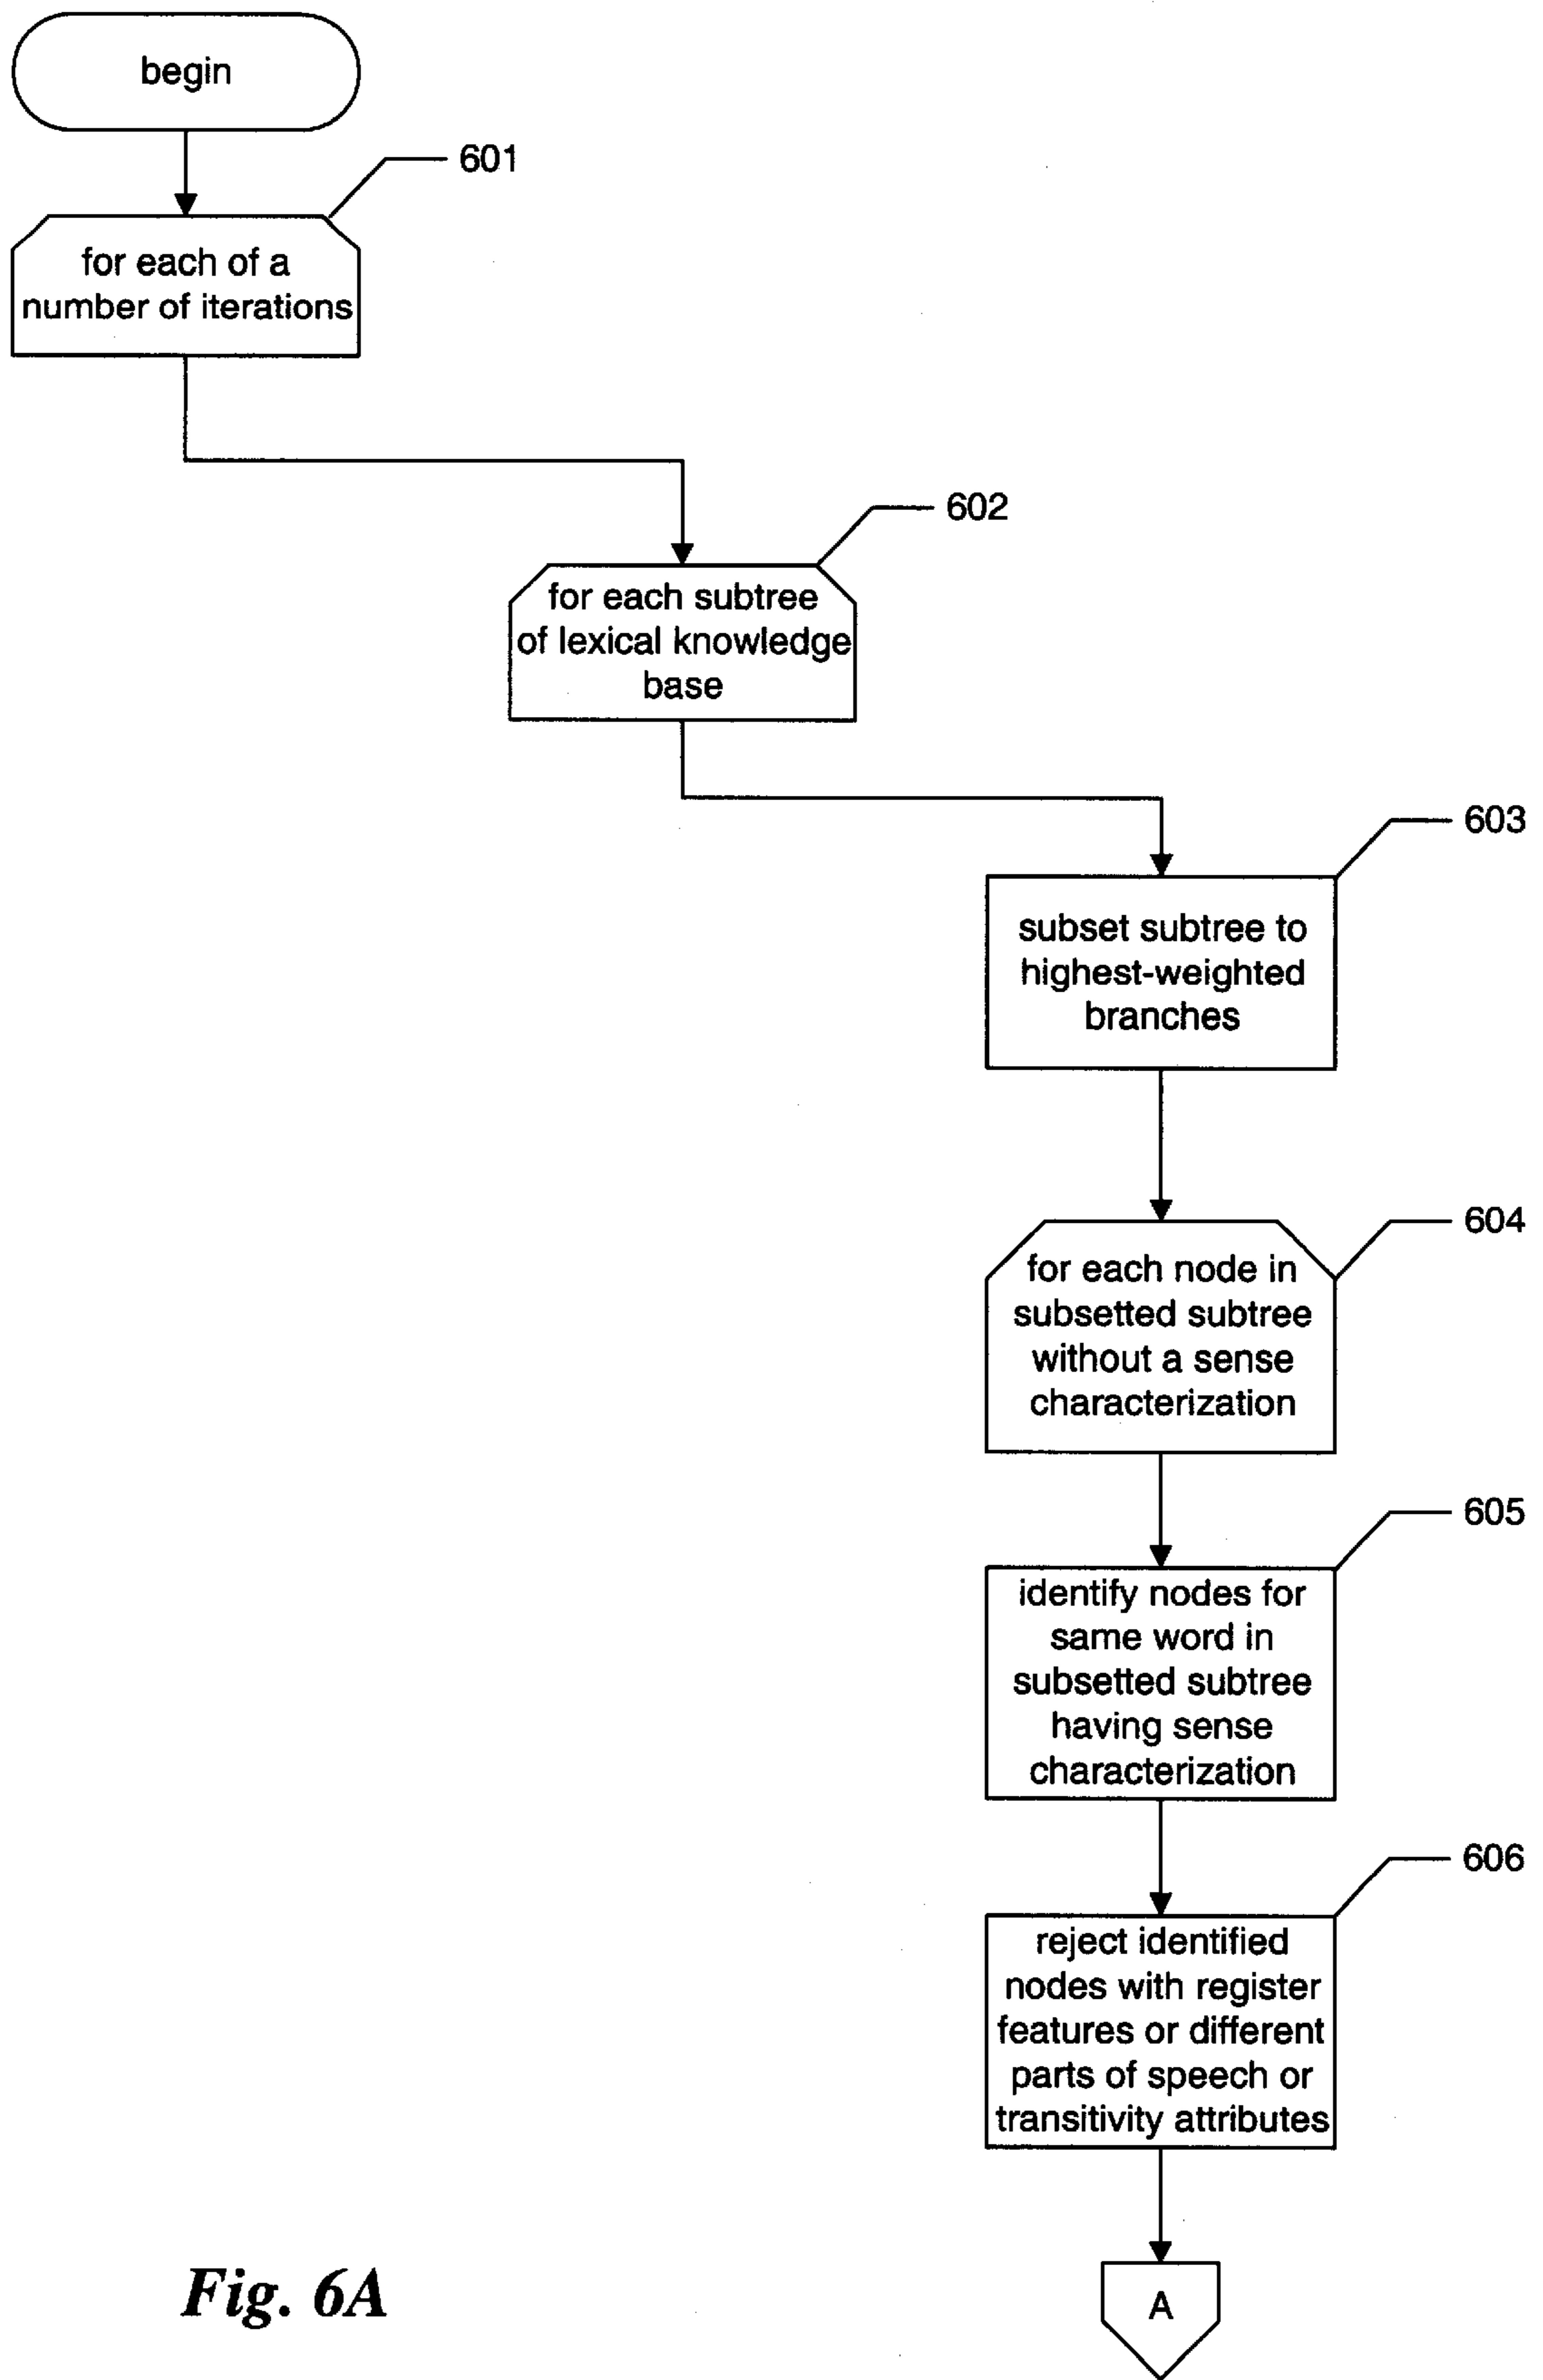 begin
601
for each of a
number of iterations
602
for each subtree
of lexical knowledge
base
603
subset subtree to
highest-weighted
branches
604
for each node in
subsetted subtree
without a sense
characterization
605
identify nodes for
same word in
subsetted subtree
having sense
characterization
606
reject identified
nodes with register
features or different
parts of speech or
transitivity attributes
A
Fig. 6A